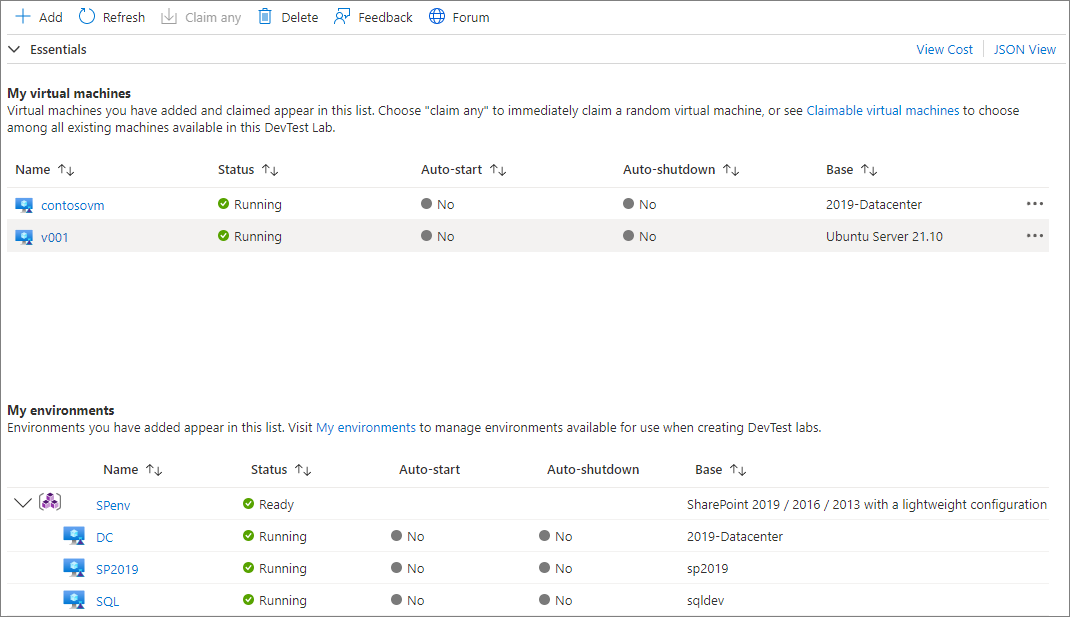 Add Refresh Claim any Delete Feedback Forum
Essentials View Cost JSON View
My virtual machines
Virtual machines you have added and claimed appear in this list. Choose "claim any" to immediately claim a random virtual machine, or see Claimable virtual machines to choose
among all existing machines available in this DevTest Lab.
Name Status Auto-start Auto-shutdown Base
contosovm Running No No 2019-Datacenter
v001 Running No No Ubuntu Server 21.10
My environments
Environments you have added appear in this list. Visit My environments to manage environments available for use when creating DevTest labs.
Name Status Auto-start Auto-shutdown Base
SPenv Ready SharePoint 2019 / 2016 / 2013 with a lightweight configuration
DC Running No No 2019-Datacenter
SP2019 Running No No sp2019
SQL Running No No sqldev